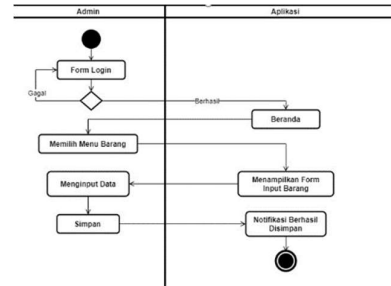 Admin
Aplikasi
Form Login
Gagal
Berhasil
Beranda
Memilih Menu Barang
Menginput Data
Menampilkan Form
Input Barang
Simpan
Notifikasi Berhasil
Disimpan